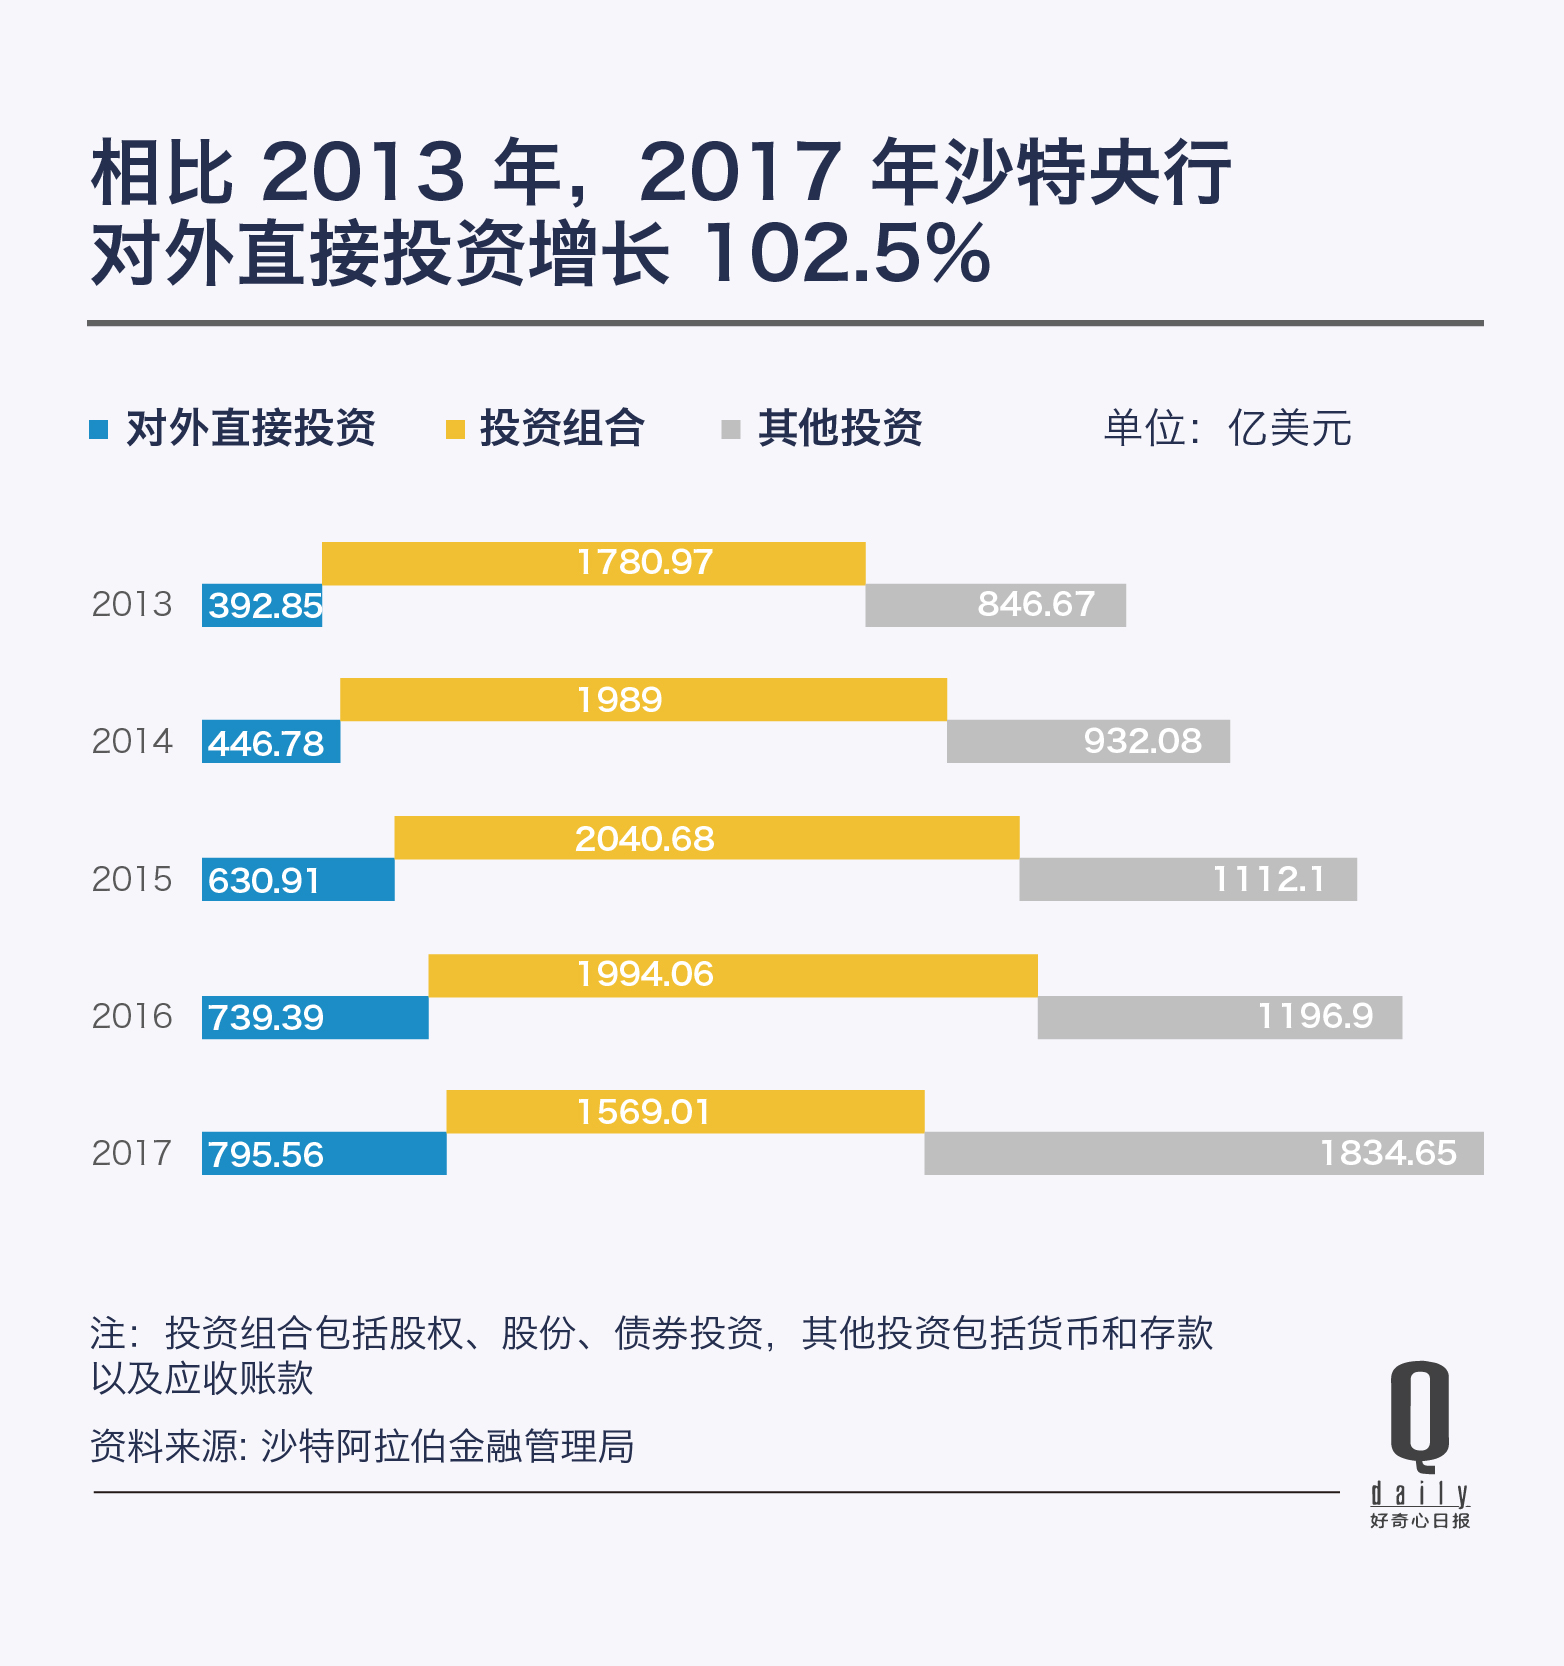 相比 2013 年，2017 年沙特央行
对外直接投资增长 102.5%
对外直接投资 投资组合 其他投资 单位：亿美元
1780.97
2013 392.85 846.67
1989
2014 446.78 932.08
2040.68
2015 630.91 1112.1
1994.06
2016 739.39 1196.9
1569.01
2017 795.56 1834.65
注：投资组合包括股权、股份、债券投资，其他投资包括货币和存款
以及应收账款
资料来源: 沙特阿拉伯金融管理局
Q
daily
好奇心日报